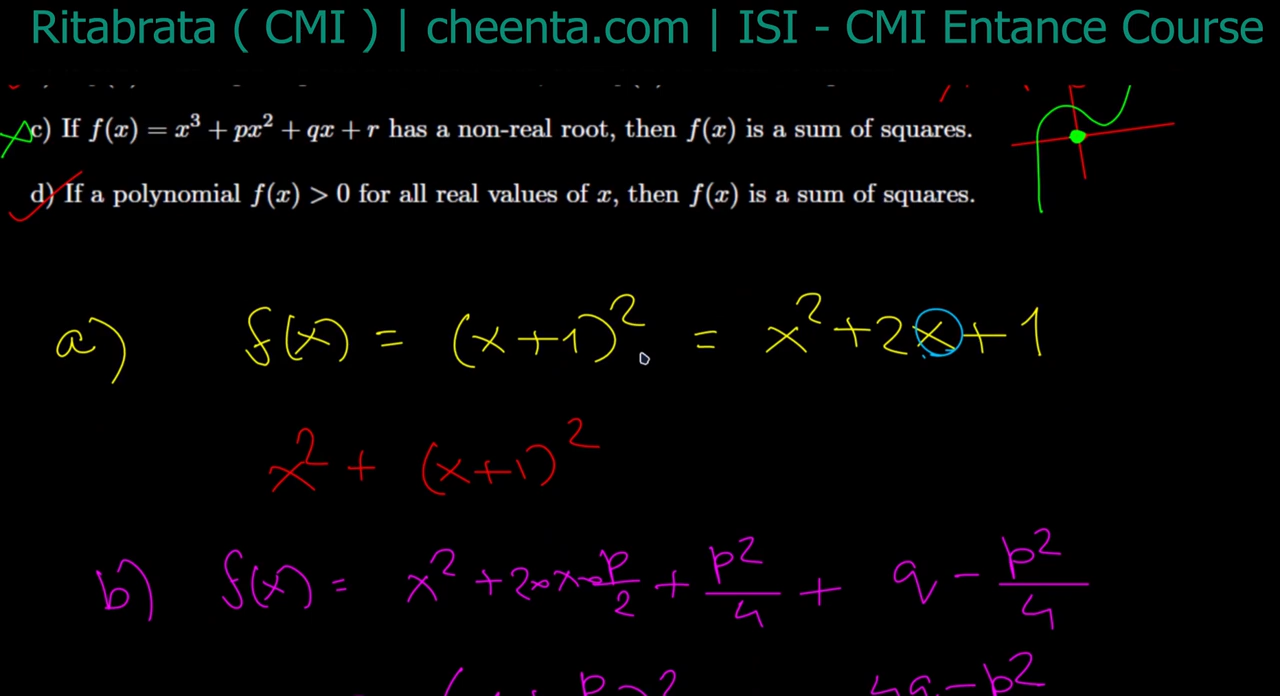 Ritabrata ( CMI ) | cheenta.com | ISI - CMI Entance Course
c) If f(x) = x³ + px² + qx + r has a non-real root, then f(x) is a sum of squares.
d) If a polynomial f(x) > 0 for all real values of x, then f(x) is a sum of squares.
a) f(x) = (x+1)² = x² + 2x + 1
x² + (x+1)²
b) f(x) = x² + 2·x·p/2 + p²/4 + q - p²/4